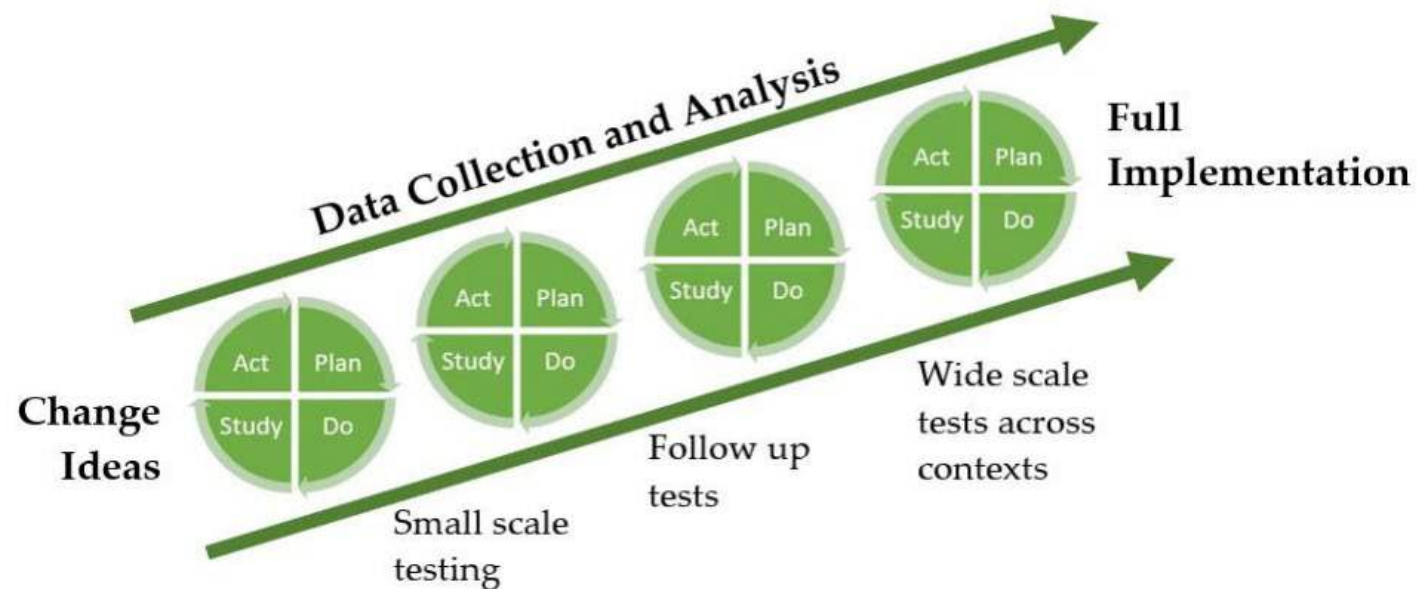 Data Collection and Analysis
Full
Implementation
Act Plan
Study Do
Act Plan
Study Do
Act Plan
Study Do
Act Plan
Study Do
Change
Ideas
Small scale
testing
Follow up
tests
Wide scale
tests across
contexts